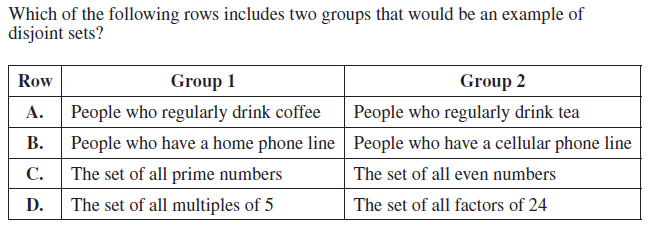 Which of the following rows includes two groups that would be an example of
disjoint sets?
Row Group 1 Group 2
A. People who regularly drink coffee People who regularly drink tea
B. People who have a home phone line People who have a cellular phone line
C. The set of all prime numbers The set of all even numbers
D. The set of all multiples of 5 The set of all factors of 24